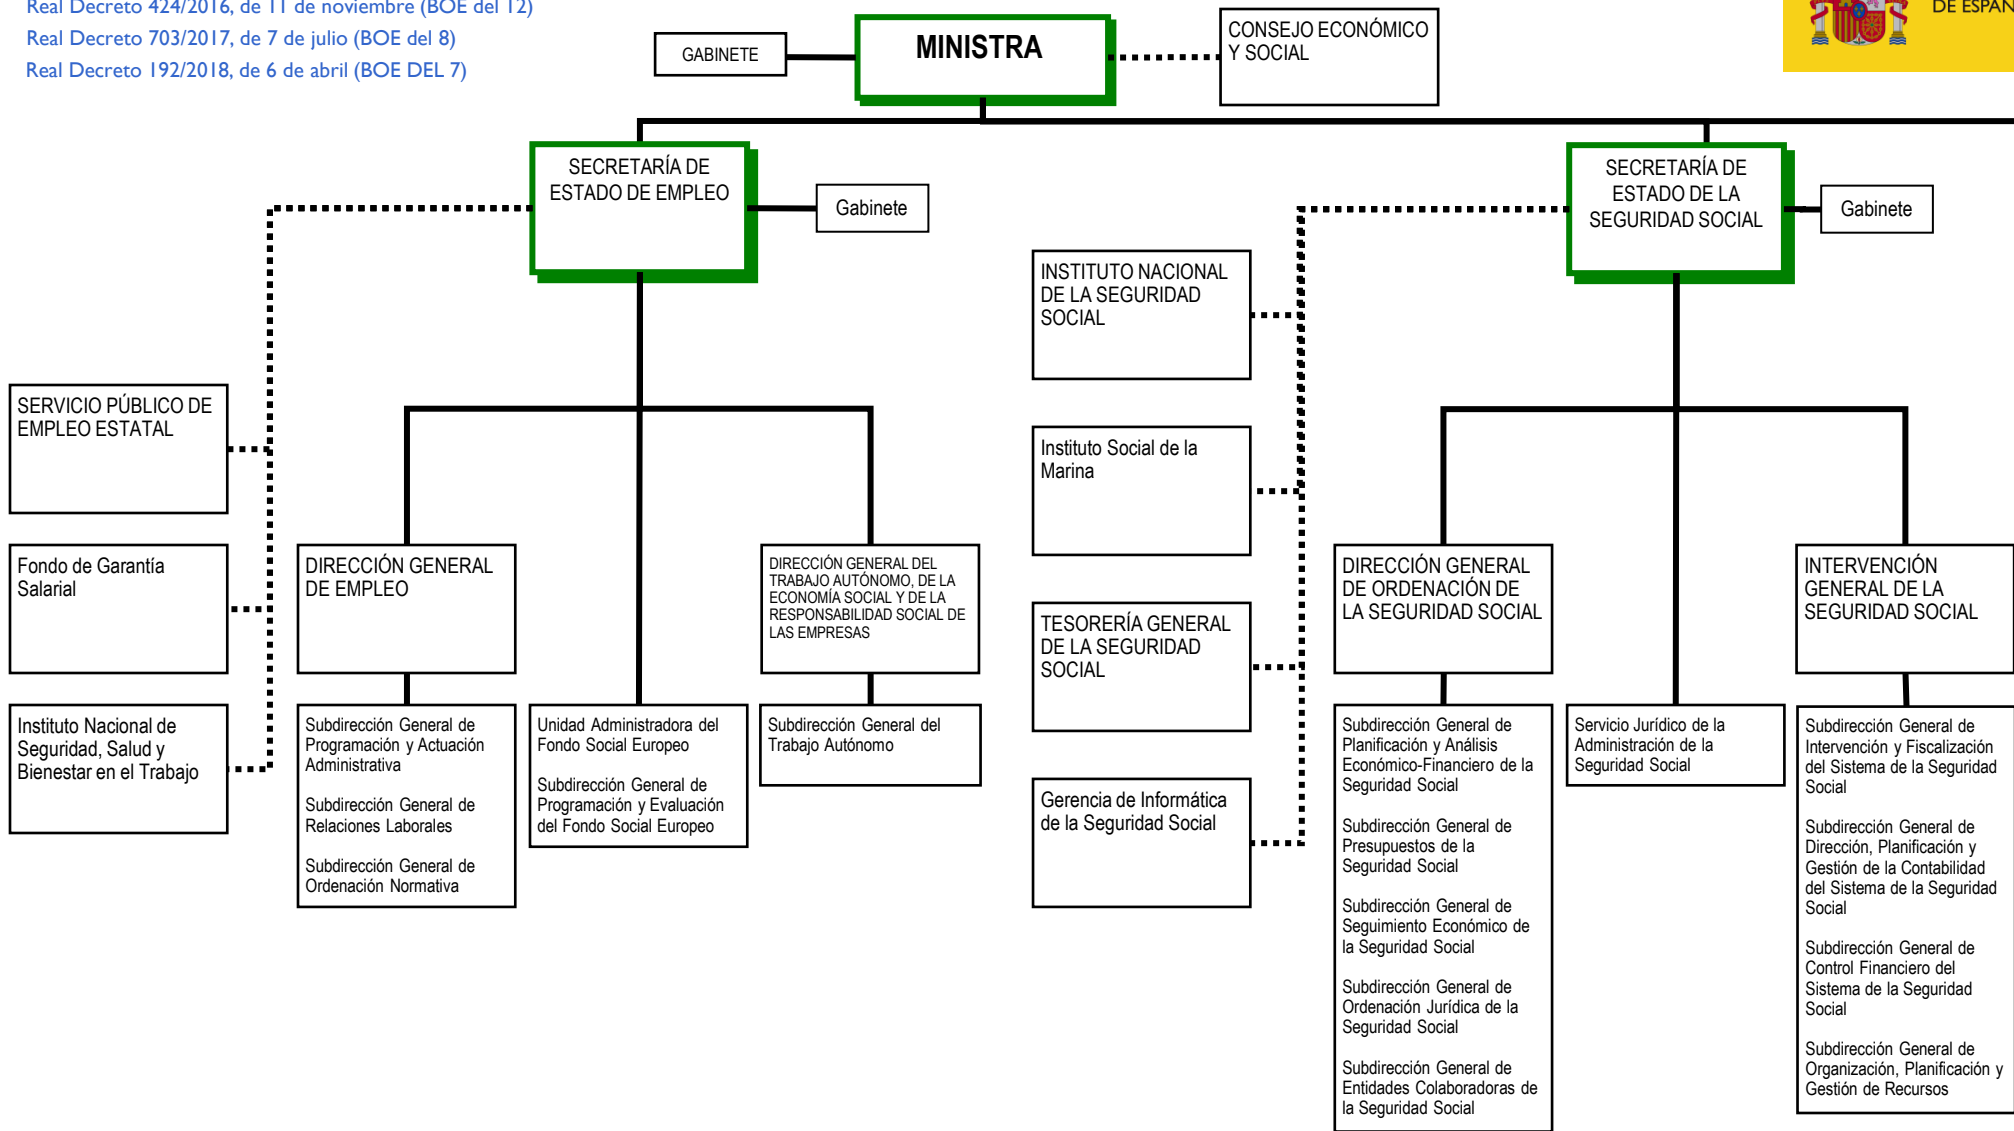 Real Decreto 424/2016, de 11 de noviembre (BOE del 12)
Real Decreto 703/2017, de 7 de julio (BOE del 8)
Real Decreto 192/2018, de 6 de abril (BOE DEL 7)
GABINETE
MINISTRA
CONSEJO ECONÓMICO
Y SOCIAL
DE ESPAÑ
SECRETARÍA DE
ESTADO DE EMPLEO
Gabinete
SECRETARÍA DE
ESTADO DE LA
SEGURIDAD SOCIAL
Gabinete
SERVICIO PÚBLICO DE
EMPLEO ESTATAL
Fondo de Garantía
Salarial
Instituto Nacional de
Seguridad, Salud y
Bienestar en el Trabajo
DIRECCIÓN GENERAL
DE EMPLEO
Subdirección General de
Programación y Actuación
Administrativa
Subdirección General de
Relaciones Laborales
Subdirección General de
Ordenación Normativa
Unidad Administradora del
Fondo Social Europeo
Subdirección General de
Programación y Evaluación
del Fondo Social Europeo
DIRECCIÓN GENERAL DEL
TRABAJO AUTÓNOMO, DE LA
ECONOMÍA SOCIAL Y DE LA
RESPONSABILIDAD SOCIAL DE
LAS EMPRESAS
Subdirección General del
Trabajo Autónomo
INSTITUTO NACIONAL
DE LA SEGURIDAD
SOCIAL
Instituto Social de la
Marina
TESORERÍA GENERAL
DE LA SEGURIDAD
SOCIAL
Gerencia de Informática
de la Seguridad Social
DIRECCIÓN GENERAL
DE ORDENACIÓN DE
LA SEGURIDAD SOCIAL
Subdirección General de
Planificación y Análisis
Económico-Financiero de la
Seguridad Social
Subdirección General de
Presupuestos de la
Seguridad Social
Subdirección General de
Seguimiento Económico de
la Seguridad Social
Subdirección General de
Ordenación Jurídica de la
Seguridad Social
Subdirección General de
Entidades Colaboradoras de
la Seguridad Social
Servicio Jurídico de la
Administración de la
Seguridad Social
INTERVENCIÓN
GENERAL DE LA
SEGURIDAD SOCIAL
Subdirección General de
Intervención y Fiscalización
del Sistema de la Seguridad
Social
Subdirección General de
Dirección, Planificación y
Gestión de la Contabilidad
del Sistema de la Seguridad
Social
Subdirección General de
Control Financiero del
Sistema de la Seguridad
Social
Subdirección General de
Organización, Planificación y
Gestión de Recursos